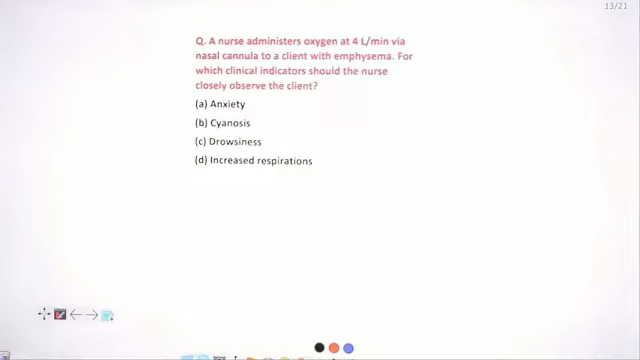 13/21
Q. A nurse administers oxygen at 4 L/min via
nasal cannula to a client with emphysema. For
which clinical indicators should the nurse
closely observe the client?
(a) Anxiety
(b) Cyanosis
(c) Drowsiness
(d) Increased respirations